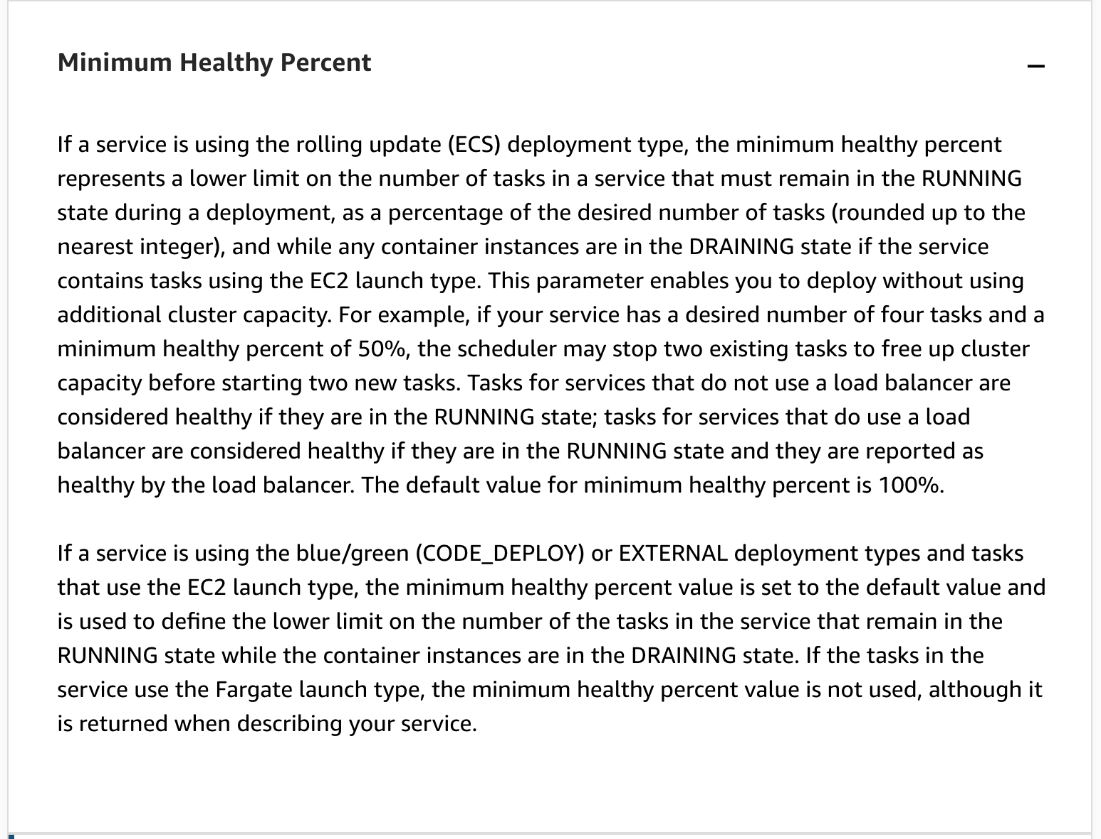 Minimum Healthy Percent
If a service is using the rolling update (ECS) deployment type, the minimum healthy percent
represents a lower limit on the number of tasks in a service that must remain in the RUNNING
state during a deployment, as a percentage of the desired number of tasks (rounded up to the
nearest integer), and while any container instances are in the DRAINING state if the service
contains tasks using the EC2 launch type. This parameter enables you to deploy without using
additional cluster capacity. For example, if your service has a desired number of four tasks and a
minimum healthy percent of 50%, the scheduler may stop two existing tasks to free up cluster
capacity before starting two new tasks. Tasks for services that do not use a load balancer are
considered healthy if they are in the RUNNING state; tasks for services that do use a load
balancer are considered healthy if they are in the RUNNING state and they are reported as
healthy by the load balancer. The default value for minimum healthy percent is 100%.
If a service is using the blue/green (CODE_DEPLOY) or EXTERNAL deployment types and tasks
that use the EC2 launch type, the minimum healthy percent value is set to the default value and
is used to define the lower limit on the number of the tasks in the service that remain in the
RUNNING state while the container instances are in the DRAINING state. If the tasks in the
service use the Fargate launch type, the minimum healthy percent value is not used, although it
is returned when describing your service.